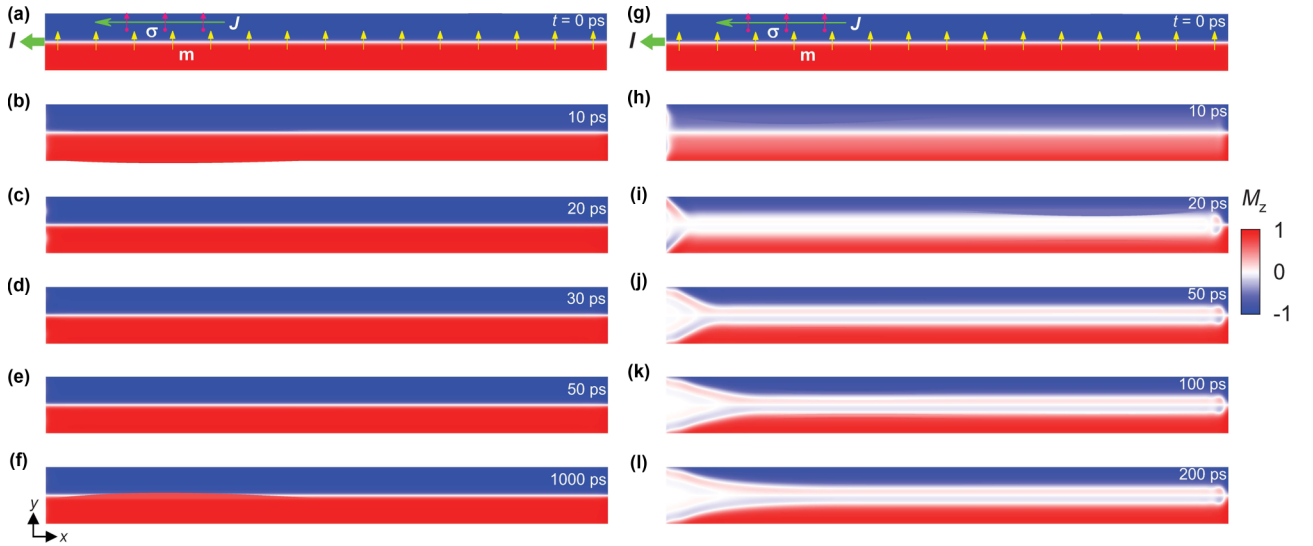 (a)
t = 0 ps
J
σ
I
m
(b)
10 ps
(c)
20 ps
(d)
30 ps
(e)
50 ps
(f)
1000 ps
y
x
(g)
t = 0 ps
J
σ
I
m
(h)
10 ps
(i)
20 ps
(j)
50 ps
(k)
100 ps
(l)
200 ps
Mz
1
0
-1